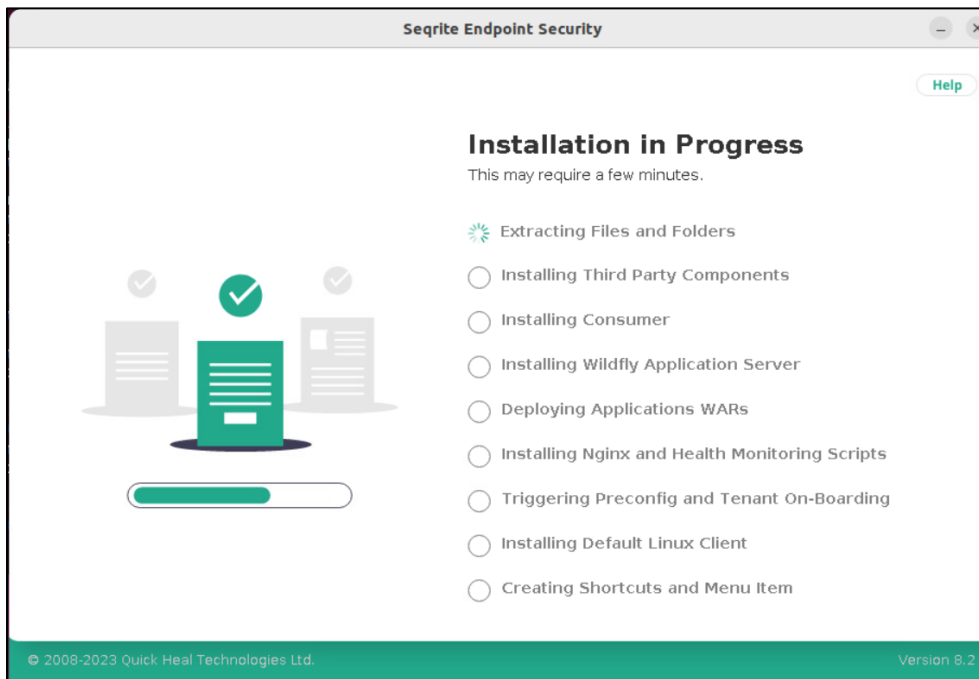 Seqrite Endpoint Security
Help
Installation in Progress
This may require a few minutes.
Extracting Files and Folders
Installing Third Party Components
Installing Consumer
Installing Wildfly Application Server
Deploying Applications WARs
Installing Nginx and Health Monitoring Scripts
Triggering Preconfig and Tenant On-Boarding
Installing Default Linux Client
Creating Shortcuts and Menu Item
© 2008-2023 Quick Heal Technologies Ltd.
Version 8.2